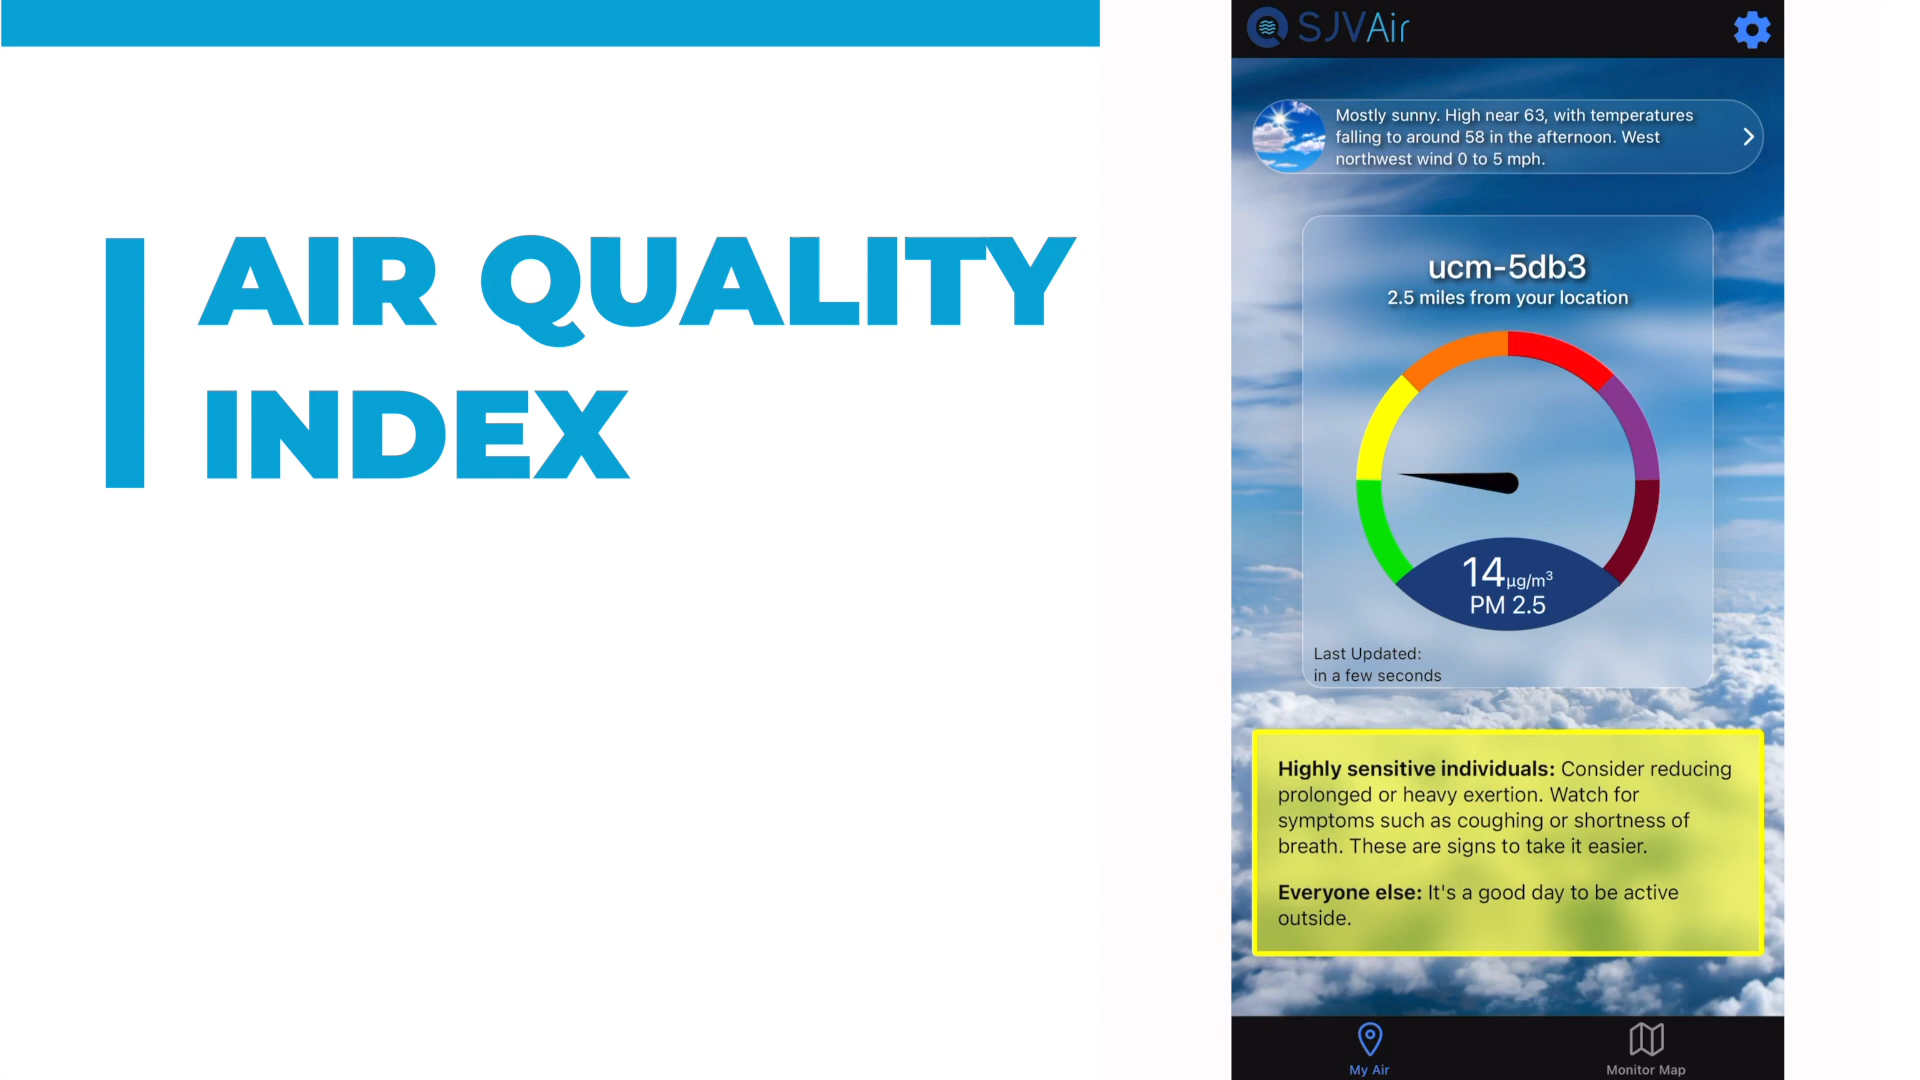 AIR QUALITY
INDEX
SJVAir
Mostly sunny. High near 63, with temperatures
falling to around 58 in the afternoon. West
northwest wind 0 to 5 mph.
ucm-5db3
2.5 miles from your location
14 µg/m³
PM 2.5
Last Updated:
in a few seconds
Highly sensitive individuals: Consider reducing
prolonged or heavy exertion. Watch for
symptoms such as coughing or shortness of
breath. These are signs to take it easier.
Everyone else: It's a good day to be active
outside.
My Air
Monitor Map